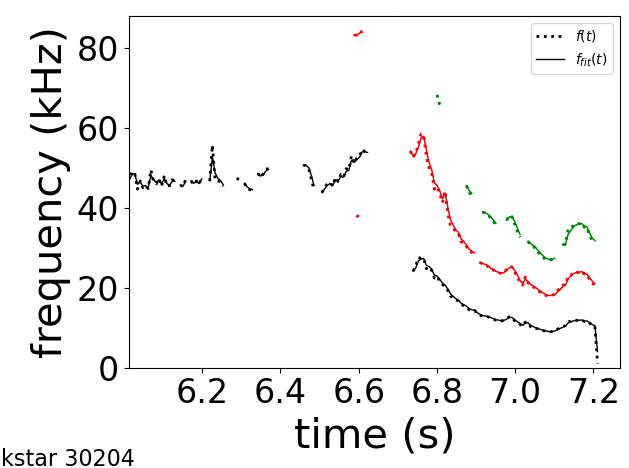 80
60
40
20
0
frequency (kHz)
f(t)
f_fit(t)
6.2 6.4 6.6 6.8 7.0 7.2
time (s)
kstar 30204